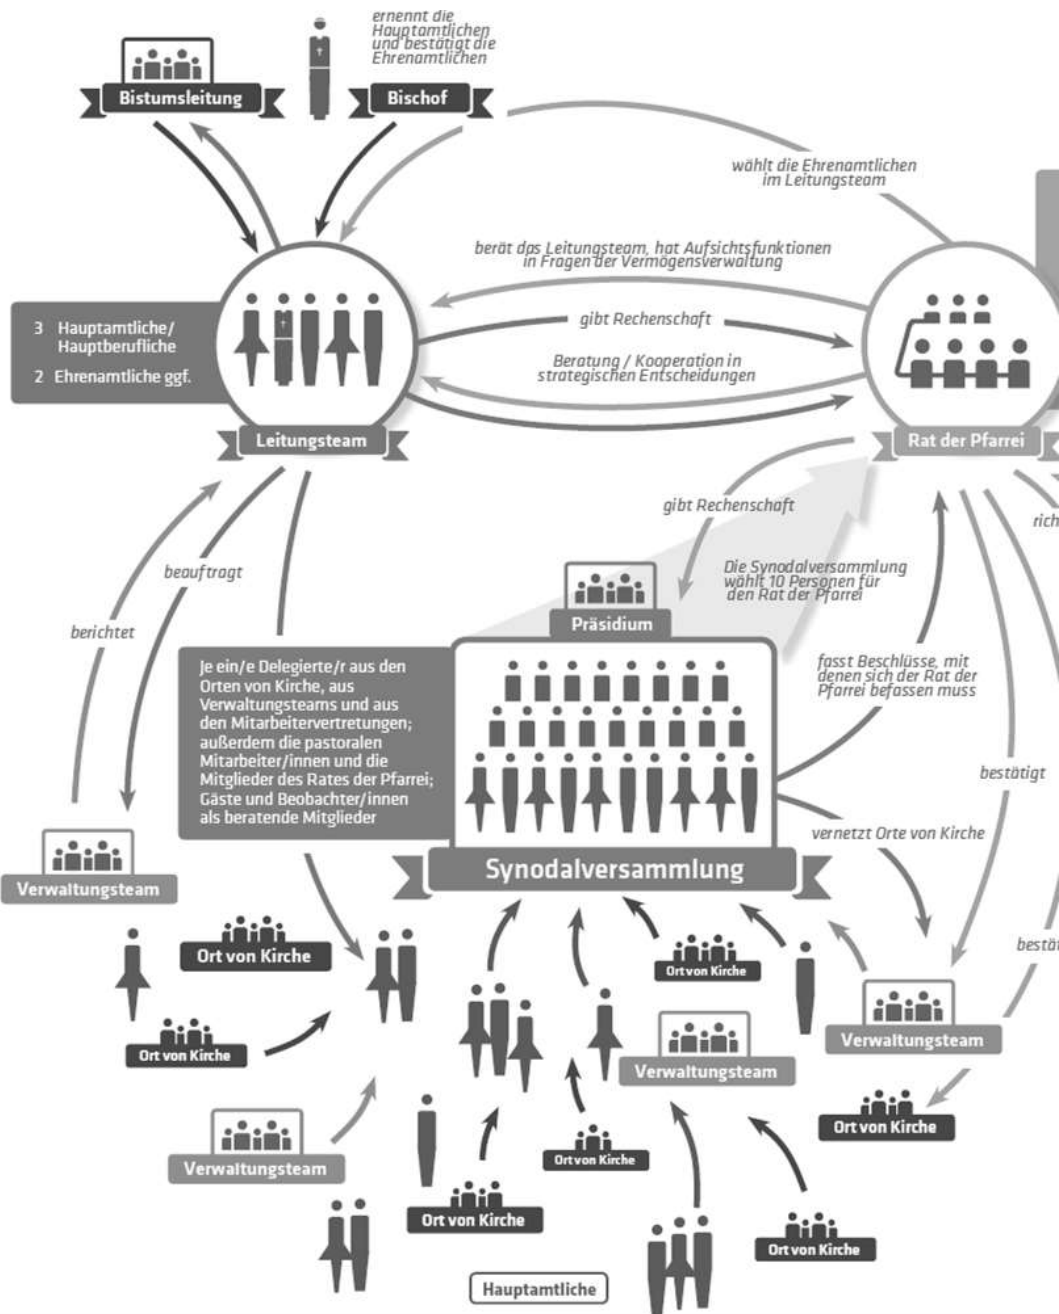 ernennt die
Hauptamtlichen
und bestätigt die
Ehrenamtlichen
Bistumsleitung
Bischof
wählt die Ehrenamtlichen
im Leitungsteam
berät das Leitungsteam, hat Aufsichtsfunktionen
in Fragen der Vermögensverwaltung
3 Hauptamtliche/
Hauptberufliche
2 Ehrenamtliche ggf.
gibt Rechenschaft
Beratung / Kooperation in
strategischen Entscheidungen
Leitungsteam
Rat der Pfarrei
gibt Rechenschaft
rich
beauftragt
Die Synodalversammlung
wählt 10 Personen für
den Rat der Pfarrei
berichtet
Präsidium
Je ein/e Delegierte/r aus den
Orten von Kirche, aus
Verwaltungsteams und aus
den Mitarbeitervertretungen;
außerdem die pastoralen
Mitarbeiter/innen und die
Mitglieder des Rates der Pfarrei;
Gäste und Beobachter/innen
als beratende Mitglieder
fasst Beschlüsse, mit
denen sich der Rat der
Pfarrei befassen muss
bestätigt
vernetzt Orte von Kirche
Synodalversammlung
Verwaltungsteam
Ort von Kirche
bestät
Ort von Kirche
Ort von Kirche
Verwaltungsteam
Verwaltungsteam
Ort von Kirche
Verwaltungsteam
Ort von Kirche
Ort von Kirche
Ort von Kirche
Hauptamtliche